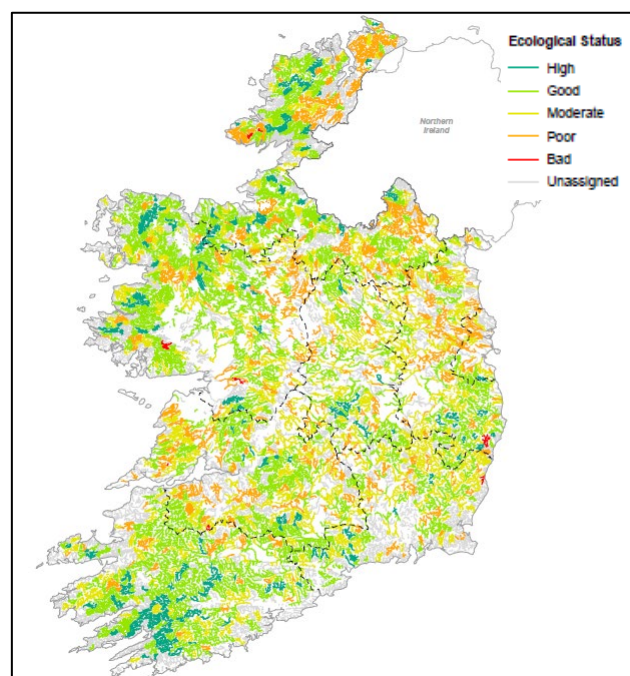 Ecological Status
High
Good
Moderate
Poor
Bad
Unassigned
Northern
Ireland